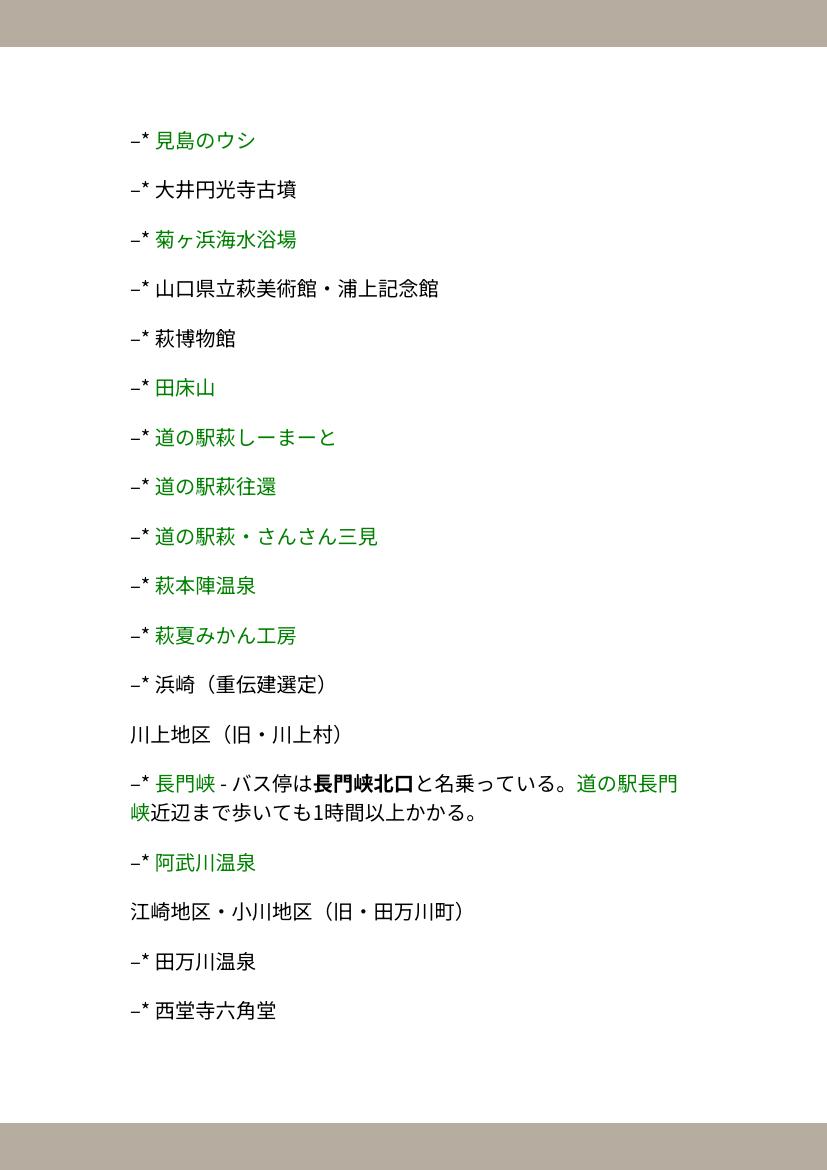 –* 見島のウシ
–* 大井円光寺古墳
–* 菊ヶ浜海水浴場
–* 山口県立萩美術館・浦上記念館
–* 萩博物館
–* 田床山
–* 道の駅萩しーまーと
–* 道の駅萩往還
–* 道の駅萩・さんさん三見
–* 萩本陣温泉
–* 萩夏みかん工房
–* 浜崎（重伝建選定）
川上地区（旧・川上村）
–* 長門峡 - バス停は長門峡北口と名乗っている。道の駅長門
峡近辺まで歩いても1時間以上かかる。
–* 阿武川温泉
江崎地区・小川地区（旧・田万川町）
–* 田万川温泉
–* 西堂寺六角堂